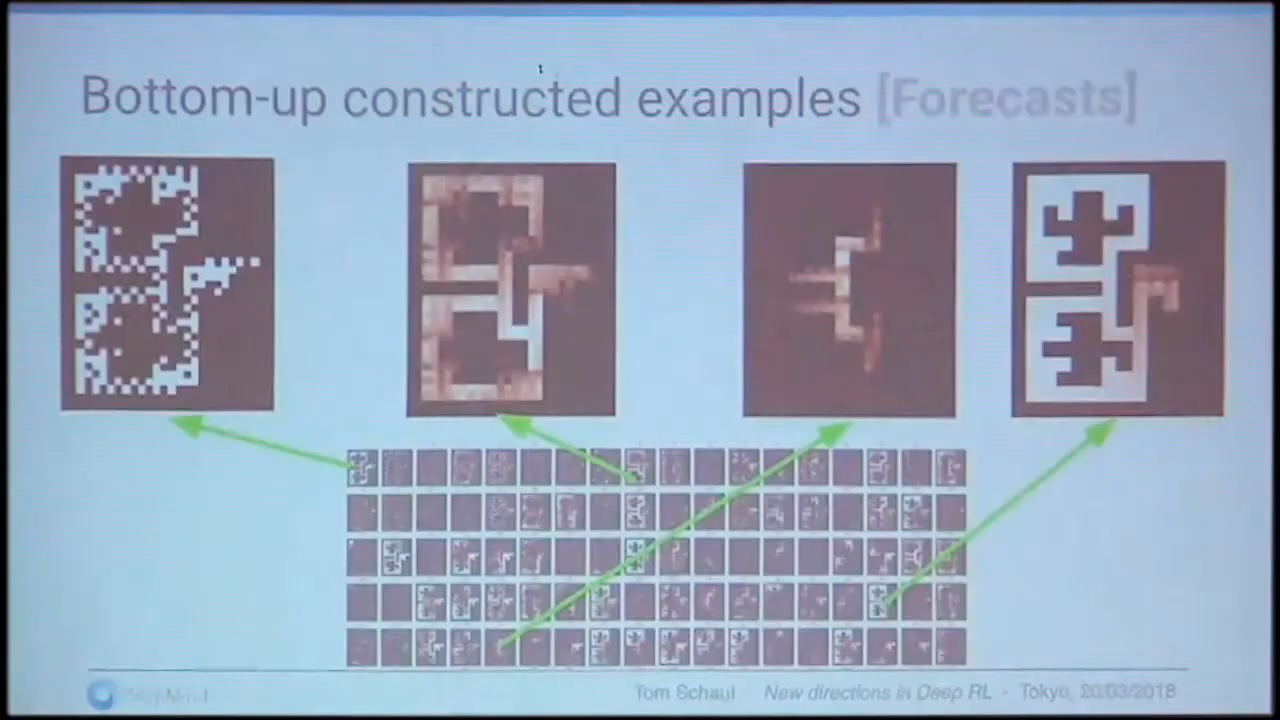 Bottom-up constructed examples [Forecasts]
DeepMind
Tom Schaul New directions in Deep RL - Tokyo, 20/03/2018